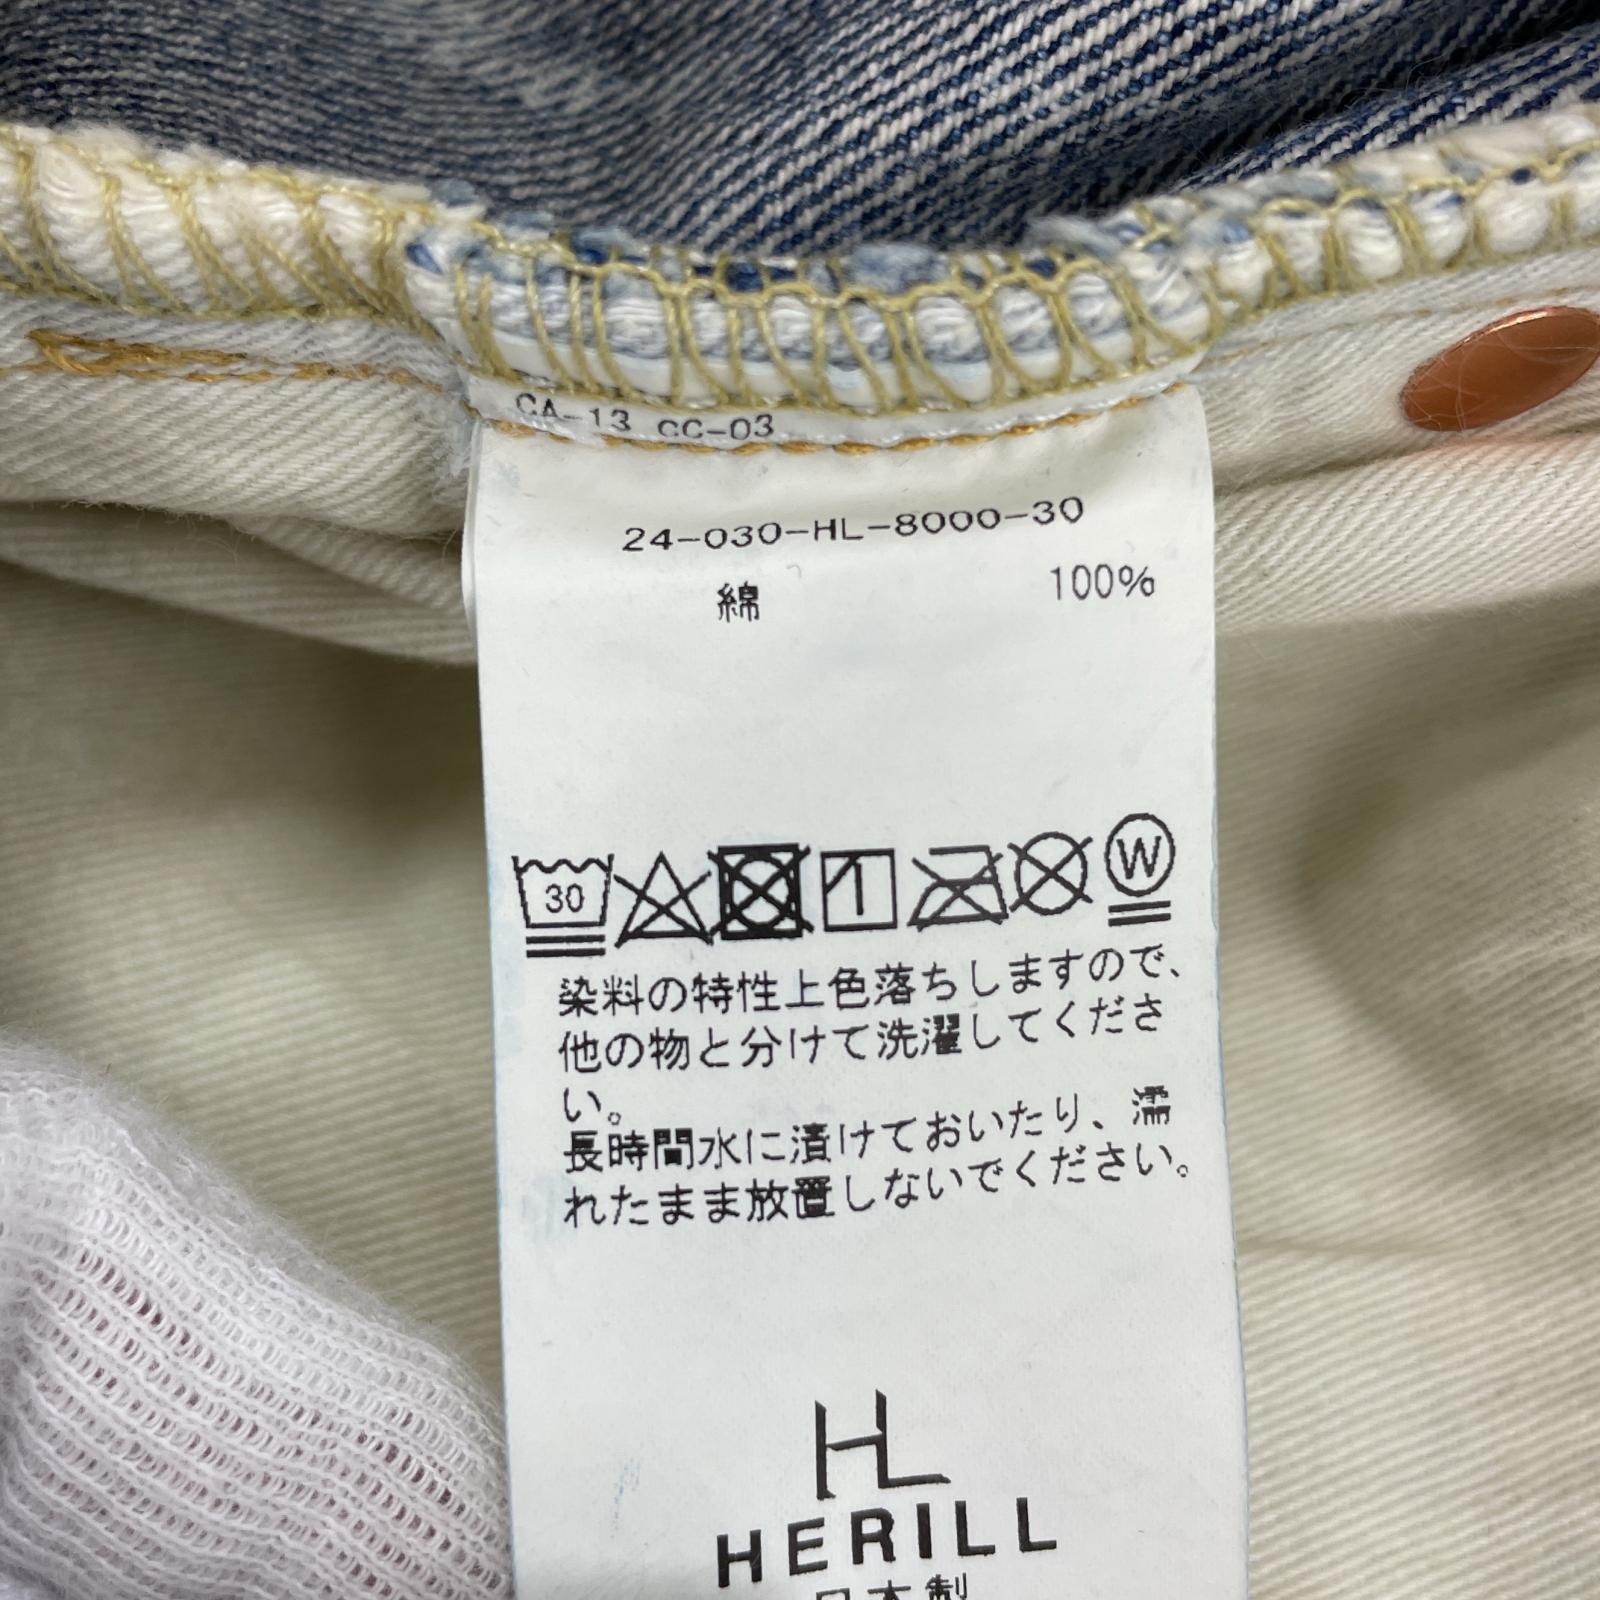 CA-13 CC-03
24-030-HL-8000-30
綿 100%
30
W
染料の特性上色落ちしますので、
他の物と分けて洗濯してくださ
い。
長時間水に漬けておいたり、濡
れたまま放置しないでください。
HL
HERILL
日本製